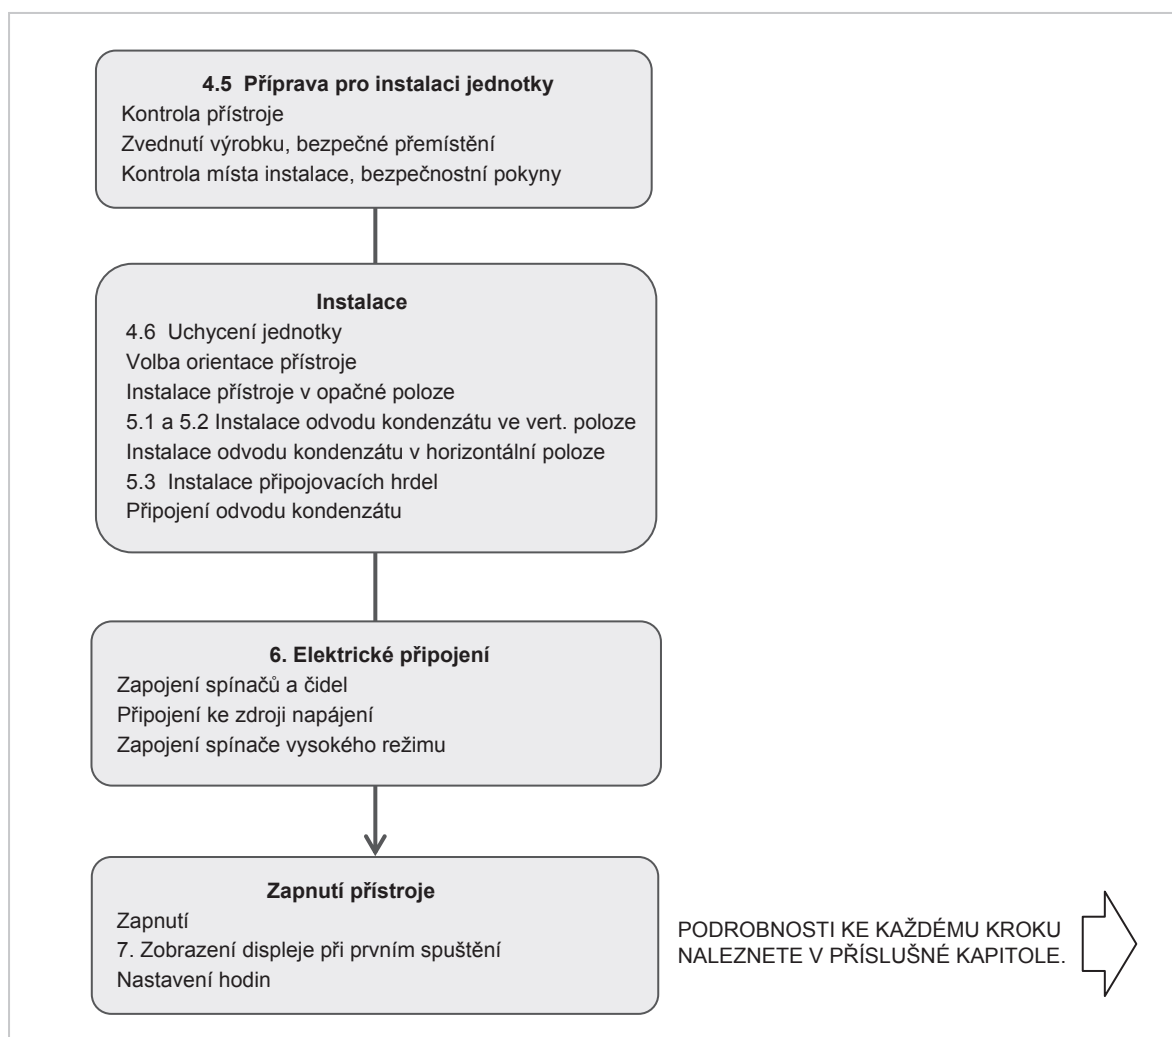 4.5 Příprava pro instalaci jednotky
Kontrola přístroje
Zvednutí výrobku, bezpečné přemístění
Kontrola místa instalace, bezpečnostní pokyny
Instalace
4.6 Uchycení jednotky
Volba orientace přístroje
Instalace přístroje v opačné poloze
5.1 a 5.2 Instalace odvodu kondenzátu ve vert. poloze
Instalace odvodu kondenzátu v horizontální poloze
5.3 Instalace připojovacích hrdel
Připojení odvodu kondenzátu
6. Elektrické připojení
Zapojení spínačů a čidel
Připojení ke zdroji napájení
Zapojení spínače vysokého režimu
Zapnutí přístroje
Zapnutí
7. Zobrazení displeje při prvním spuštění
Nastavení hodin
PODROBNOSTI KE KAŽDÉMU KROKU
NALEZNETE V PŘÍSLUŠNÉ KAPITOLE.